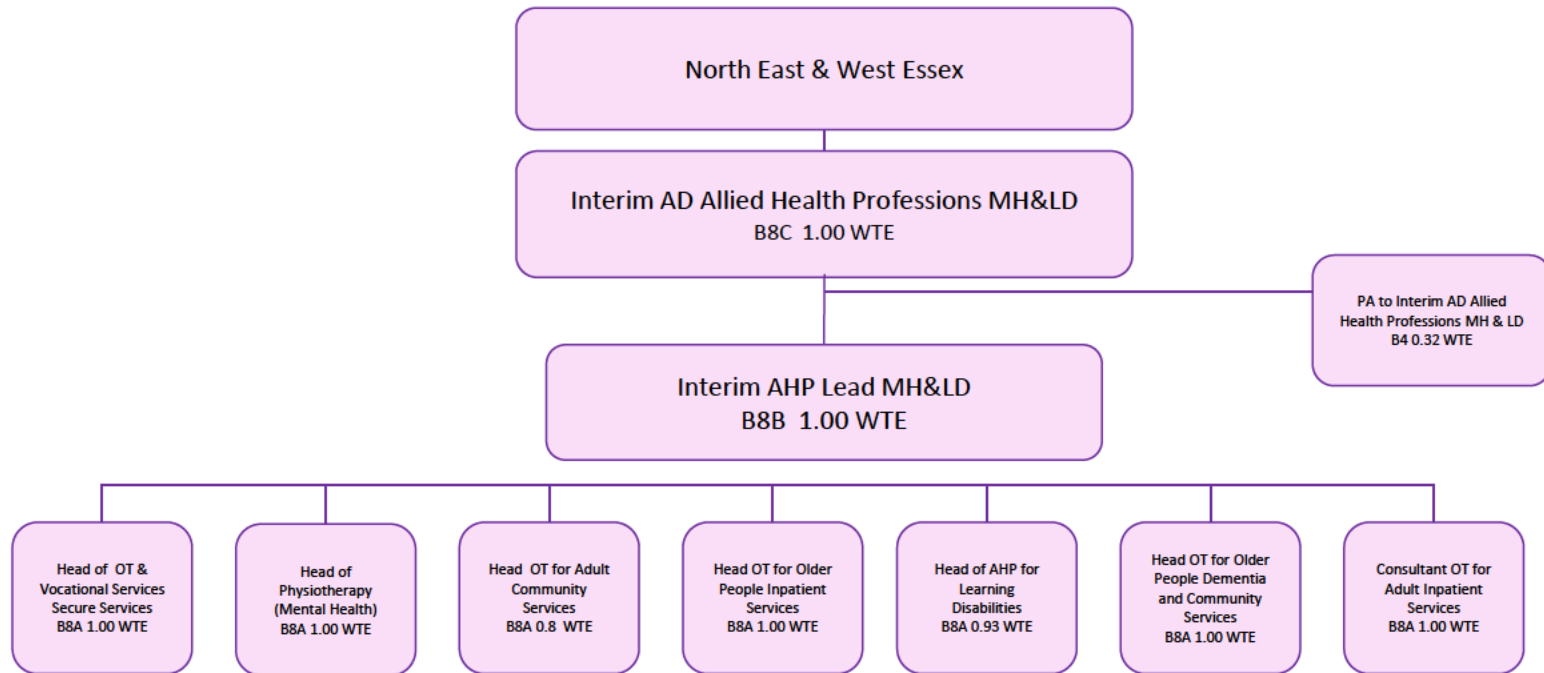 North East & West Essex
Interim AD Allied Health Professions MH&LD
B8C 1.00 WTE
PA to Interim AD Allied
Health Professions MH & LD
B4 0.32 WTE
Interim AHP Lead MH&LD
B8B 1.00 WTE
Head of OT &
Vocational Services
Secure Services
B8A 1.00 WTE
Head of
Physiotherapy
(Mental Health)
B8A 1.00 WTE
Head OT for Adult
Community
Services
B8A 0.8 WTE
Head OT for Older
People Inpatient
Services
B8A 1.00 WTE
Head of AHP for
Learning
Disabilities
B8A 0.93 WTE
Head OT for Older
People Dementia
and Community
Services
B8A 1.00 WTE
Consultant OT for
Adult Inpatient
Services
B8A 1.00 WTE